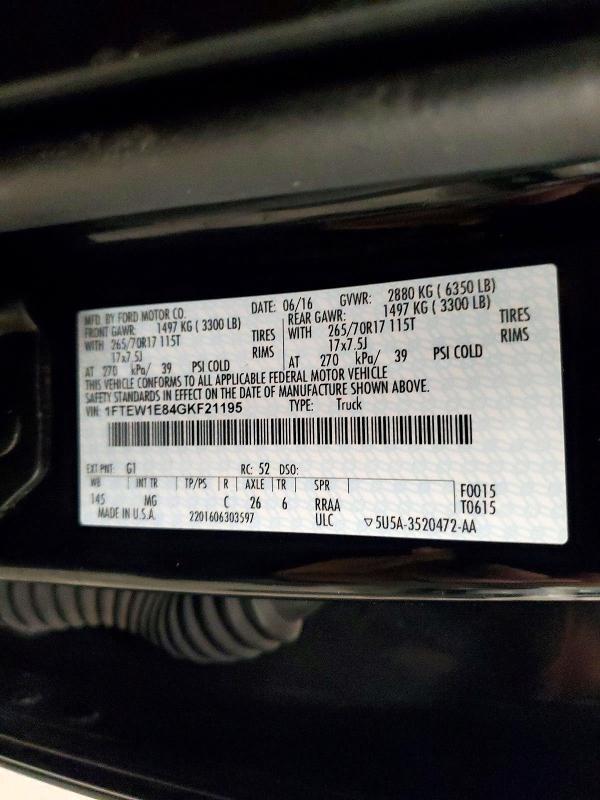 MFD. BY FORD MOTOR CO. DATE: 06/16 GVWR: 2880 KG ( 6350 LB)
FRONT GAWR: 1497 KG ( 3300 LB) REAR GAWR: 1497 KG ( 3300 LB)
WITH 265/70R17 115T TIRES WITH 265/70R17 115T TIRES
17x7.5J RIMS 17x7.5J RIMS
AT 270 kPa/ 39 PSI COLD AT 270 kPa/ 39 PSI COLD
THIS VEHICLE CONFORMS TO ALL APPLICABLE FEDERAL MOTOR VEHICLE
SAFETY STANDARDS IN EFFECT ON THE DATE OF MANUFACTURE SHOWN ABOVE.
VIN: 1FTEW1E84GKF21195 TYPE: Truck
EXT PNT: G1 RC: 52 DSO:
WB INT TR TP/PS R AXLE TR SPR F0015
145 MG C 26 6 RRAA T0615
MADE IN U.S.A. 2201606303597 ULC ▽5U5A-3520472-AA